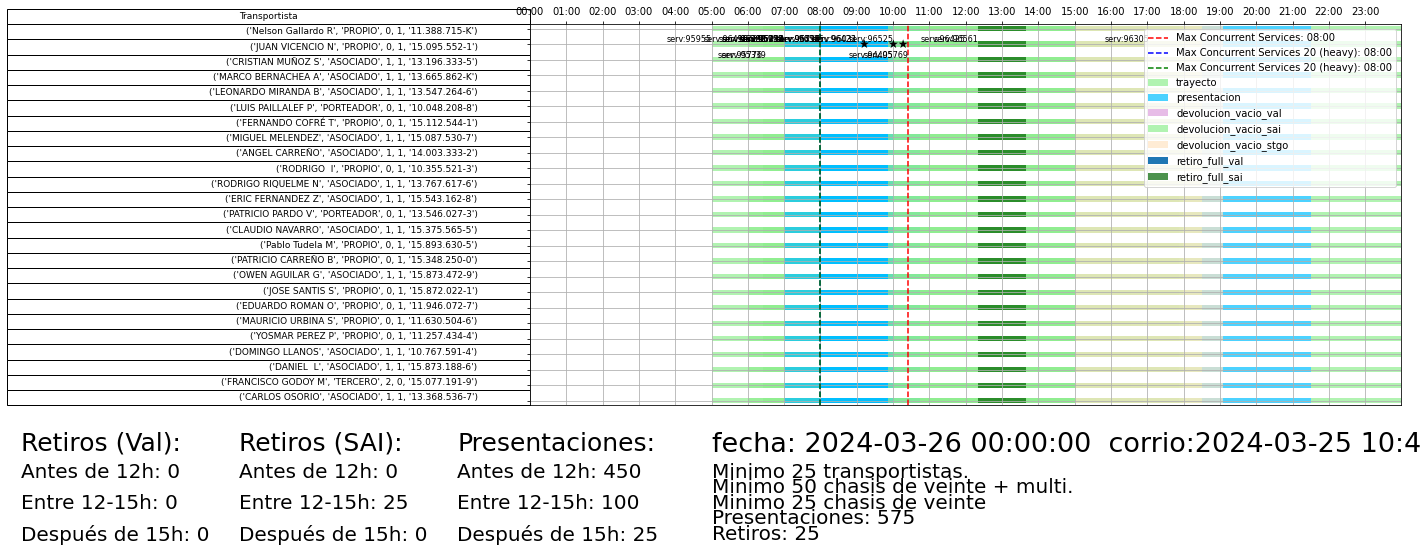 00:00 01:00 02:00 03:00 04:00 05:00 06:00 07:00 08:00 09:00 10:00 11:00 12:00 13:00 14:00 15:00 16:00 17:00 18:00 19:00 20:00 21:00 22:00 23:00
Transportista
('Nelson Gallardo R', 'PROPIO', 0, 1, '11.388.715-K')
('JUAN VICENCIO N', 'PROPIO', 0, 1, '15.095.552-1')
('CRISTIAN MUÑOZ S', 'ASOCIADO', 1, 1, '13.196.333-5')
('MARCO BERNACHEA A', 'ASOCIADO', 1, 1, '13.665.862-K')
('LEONARDO MIRANDA B', 'ASOCIADO', 1, 1, '13.547.264-6')
('LUIS PAILLALEF P', 'PORTEADOR', 0, 1, '10.048.208-8')
('FERNANDO COFRÉ T', 'PROPIO', 0, 1, '15.112.544-1')
('MIGUEL MELENDEZ', 'ASOCIADO', 1, 1, '15.087.530-7')
('ANGEL CARREÑO', 'ASOCIADO', 1, 1, '14.003.333-2')
('RODRIGO  I', 'PROPIO', 0, 1, '10.355.521-3')
('RODRIGO RIQUELME N', 'ASOCIADO', 1, 1, '13.767.617-6')
('ERIC FERNANDEZ Z', 'ASOCIADO', 1, 1, '15.543.162-8')
('PATRICIO PARDO V', 'PORTEADOR', 0, 1, '13.546.027-3')
('CLAUDIO NAVARRO', 'ASOCIADO', 1, 1, '15.375.565-5')
('Pablo Tudela M', 'PROPIO', 0, 1, '15.893.630-5')
('PATRICIO CARREÑO B', 'PROPIO', 0, 1, '15.348.250-0')
('OWEN AGUILAR G', 'ASOCIADO', 1, 1, '15.873.472-9')
('JOSE SANTIS S', 'PROPIO', 0, 1, '15.872.022-1')
('EDUARDO ROMAN O', 'PROPIO', 0, 1, '11.946.072-7')
('MAURICIO URBINA S', 'PROPIO', 0, 1, '11.630.504-6')
('YOSMAR PEREZ P', 'PROPIO', 0, 1, '11.257.434-4')
('DOMINGO LLANOS', 'ASOCIADO', 1, 1, '10.767.591-4')
('DANIEL  L', 'ASOCIADO', 1, 1, '15.873.188-6')
('FRANCISCO GODOY M', 'TERCERO', 2, 0, '15.077.191-9')
('CARLOS OSORIO', 'ASOCIADO', 1, 1, '13.368.536-7')
serv:95955
serv:96525
serv:9630
Max Concurrent Services: 08:00
Max Concurrent Services 20 (heavy): 08:00
Max Concurrent Services 20 (heavy): 08:00
trayecto
presentacion
devolucion_vacio_val
devolucion_vacio_sai
devolucion_vacio_stgo
retiro_full_val
retiro_full_sai
Retiros (Val):
Antes de 12h: 0
Entre 12-15h: 0
Después de 15h: 0
Retiros (SAI):
Antes de 12h: 0
Entre 12-15h: 25
Después de 15h: 0
Presentaciones:
Antes de 12h: 450
Entre 12-15h: 100
Después de 15h: 25
fecha: 2024-03-26 00:00:00  corrio:2024-03-25 10:4
Minimo 25 transportistas.
Minimo 50 chasis de veinte + multi.
Minimo 25 chasis de veinte
Presentaciones: 575
Retiros: 25